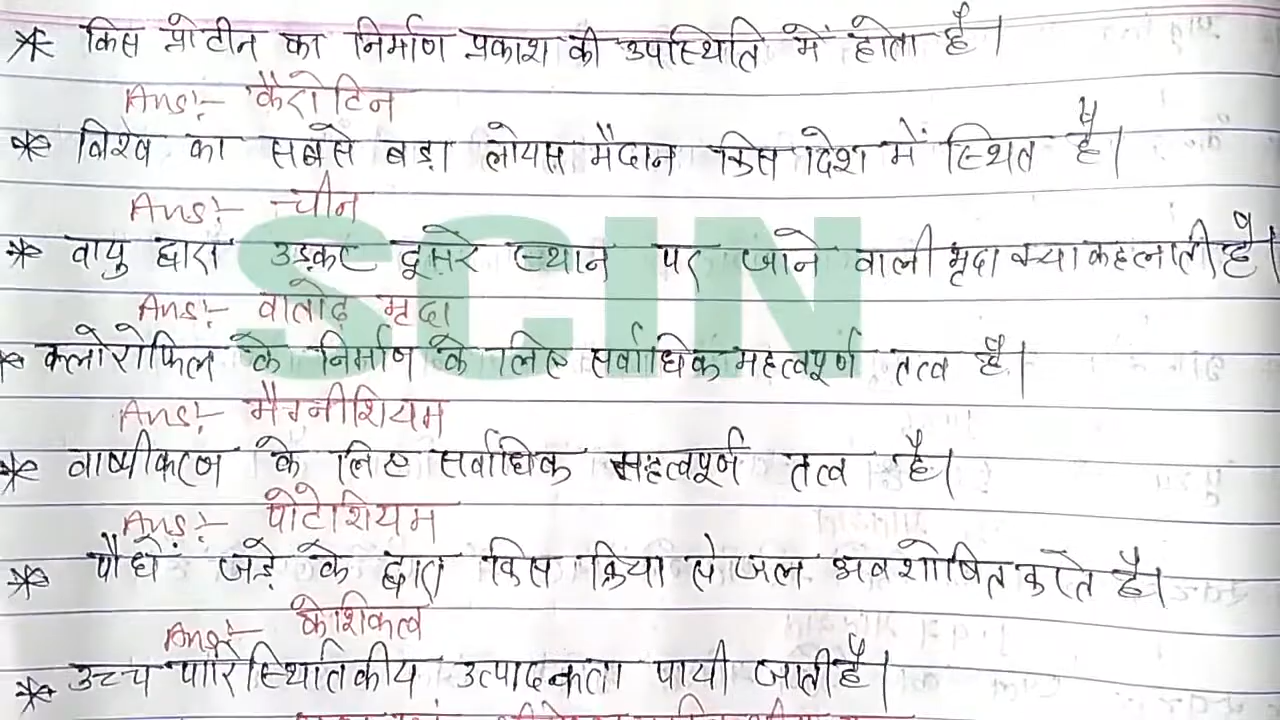 * किस प्रोटीन का निर्माण प्रकाश की उपस्थिति में होता है।
Ans:- कैरोटिन
* विश्व का सबसे बड़ा लोयस मैदान किस देश में स्थित है।
Ans:- चीन
* वायु द्वारा उड़कर दूसरे स्थान पर जाने वाली मृदा क्या कहलाती है।
Ans:- वातोढ़ मृदा
* क्लोरोफिल के निर्माण के लिए सर्वाधिक महत्वपूर्ण तत्व है।
Ans:- मैग्नीशियम
* वाष्पीकरण के लिए सर्वाधिक महत्वपूर्ण तत्व है।
Ans:- पोटेशियम
* पौधे जड़े के द्वारा किस क्रिया से जल अवशोषित करते है।
Ans:- केशिकत्व
* उच्च पारिस्थितिकीय उत्पादकता पायी जाती है।
SCIN